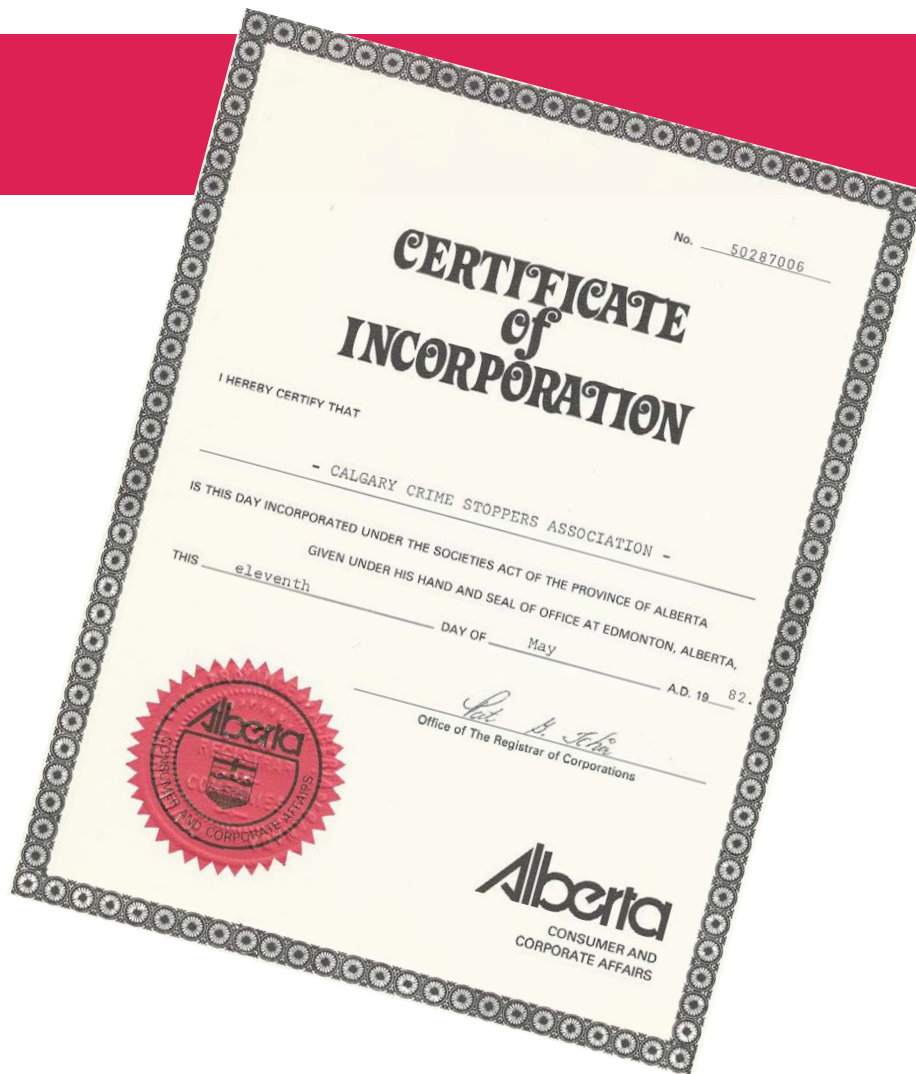 No. 50287006
CERTIFICATE
of
INCORPORATION
I HEREBY CERTIFY THAT
- CALGARY CRIME STOPPERS ASSOCIATION -
IS THIS DAY INCORPORATED UNDER THE SOCIETIES ACT OF THE PROVINCE OF ALBERTA
GIVEN UNDER HIS HAND AND SEAL OF OFFICE AT EDMONTON, ALBERTA,
THIS eleventh DAY OF May A.D. 19 82.
Office of The Registrar of Corporations
Alberta
CONSUMER AND CORPORATE AFFAIRS
Alberta
CONSUMER AND
CORPORATE AFFAIRS